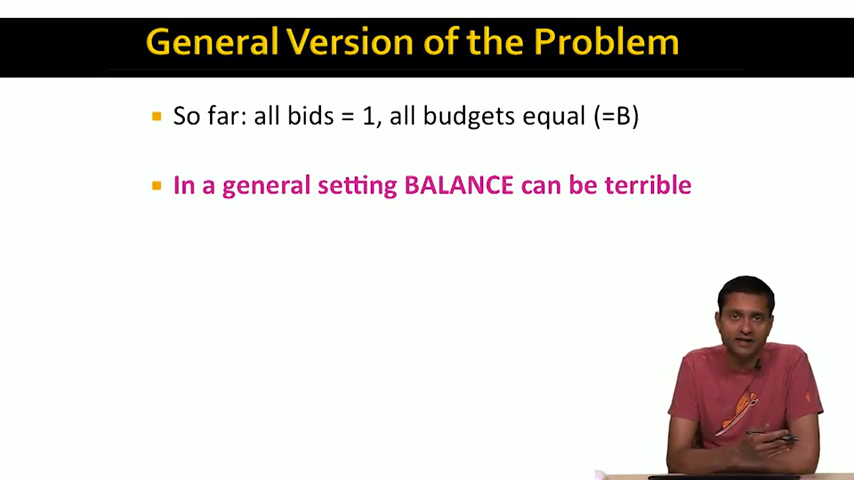 General Version of the Problem
So far: all bids = 1, all budgets equal (=B)
In a general setting BALANCE can be terrible